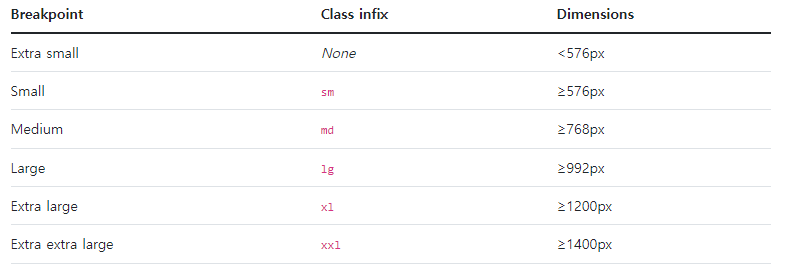 Breakpoint Class infix Dimensions
Extra small None <576px
Small sm ≥576px
Medium md ≥768px
Large lg ≥992px
Extra large xl ≥1200px
Extra extra large xxl ≥1400px